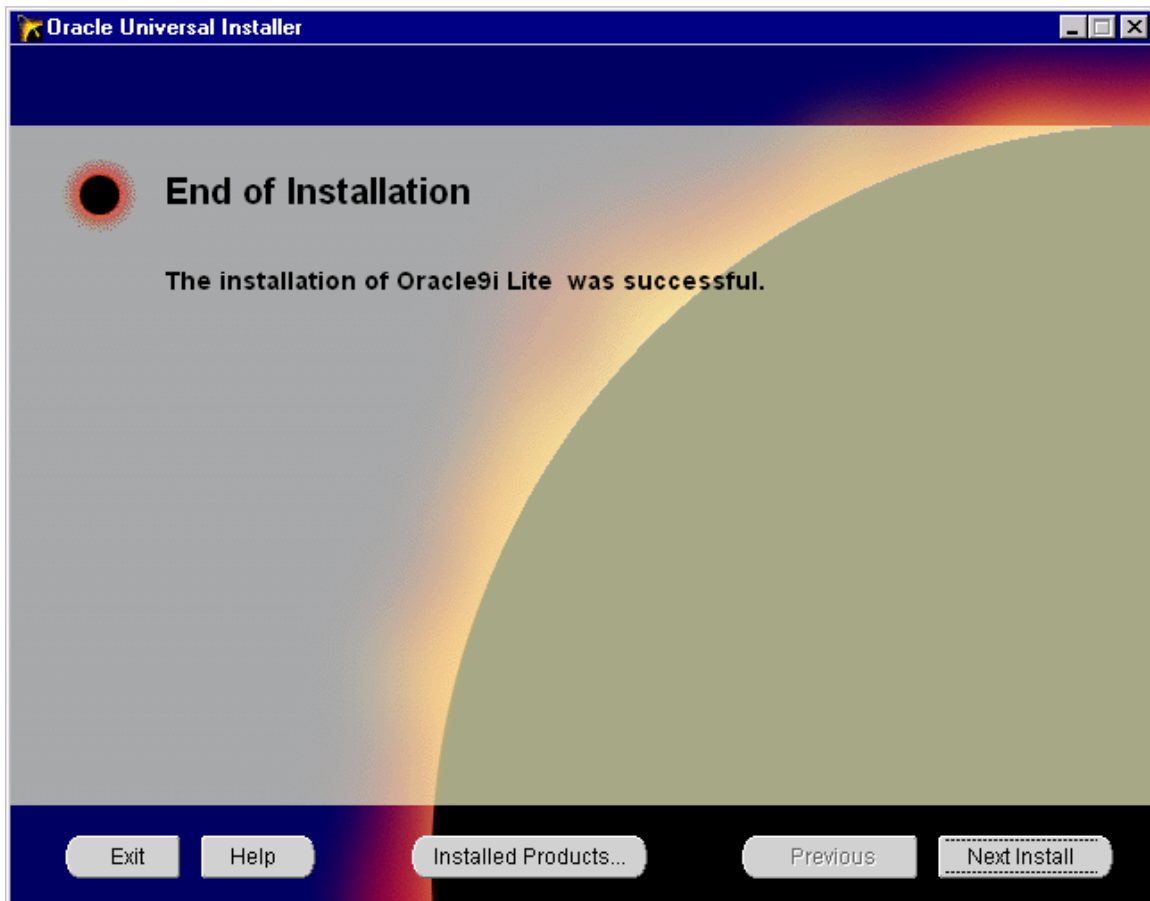 Oracle Universal Installer
End of Installation
The installation of Oracle9i Lite  was successful.
Exit
Help
Installed Products...
Previous
Next Install